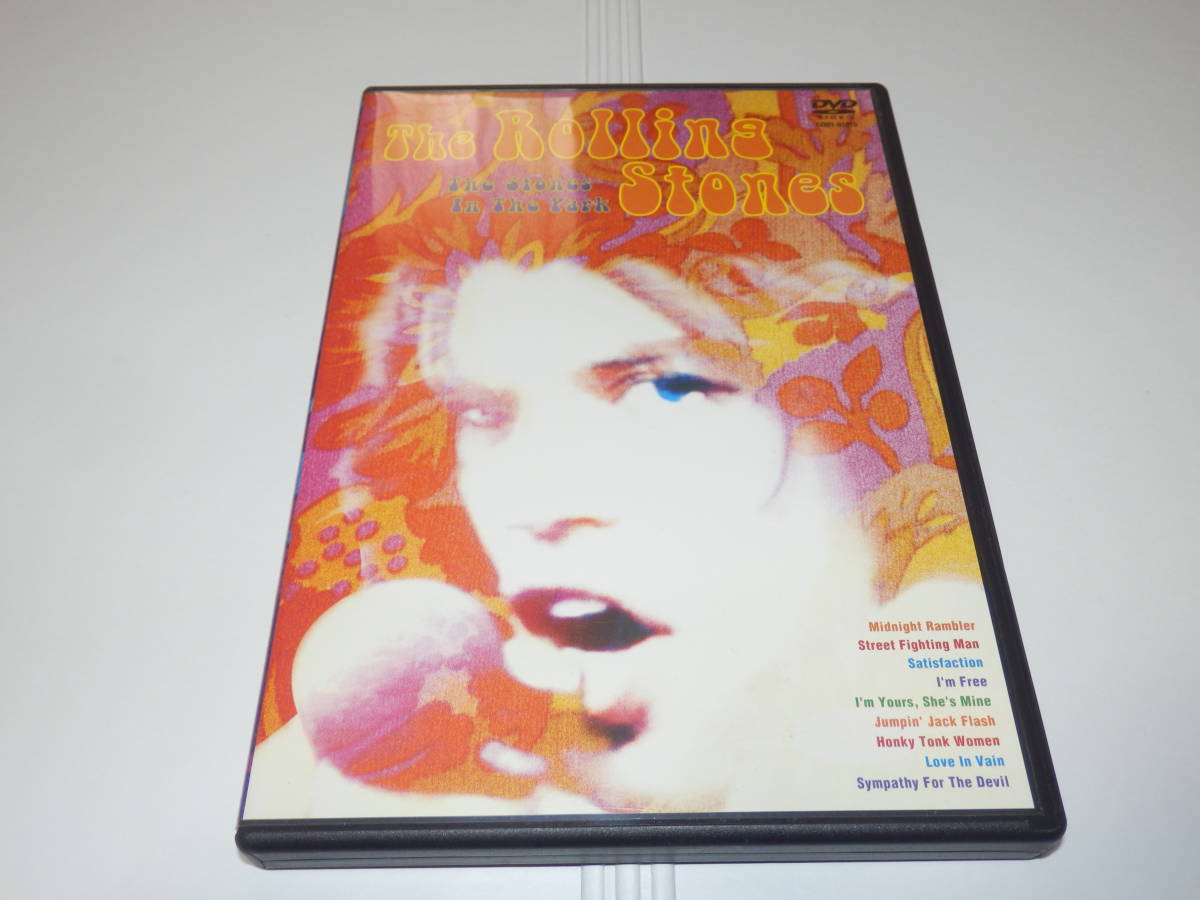 The Rolling
Stones
The Stones
In The Park
DVD
VIDEO
Midnight Rambler
Street Fighting Man
Satisfaction
I'm Free
I'm Yours, She's Mine
Jumpin' Jack Flash
Honky Tonk Women
Love In Vain
Sympathy For The Devil